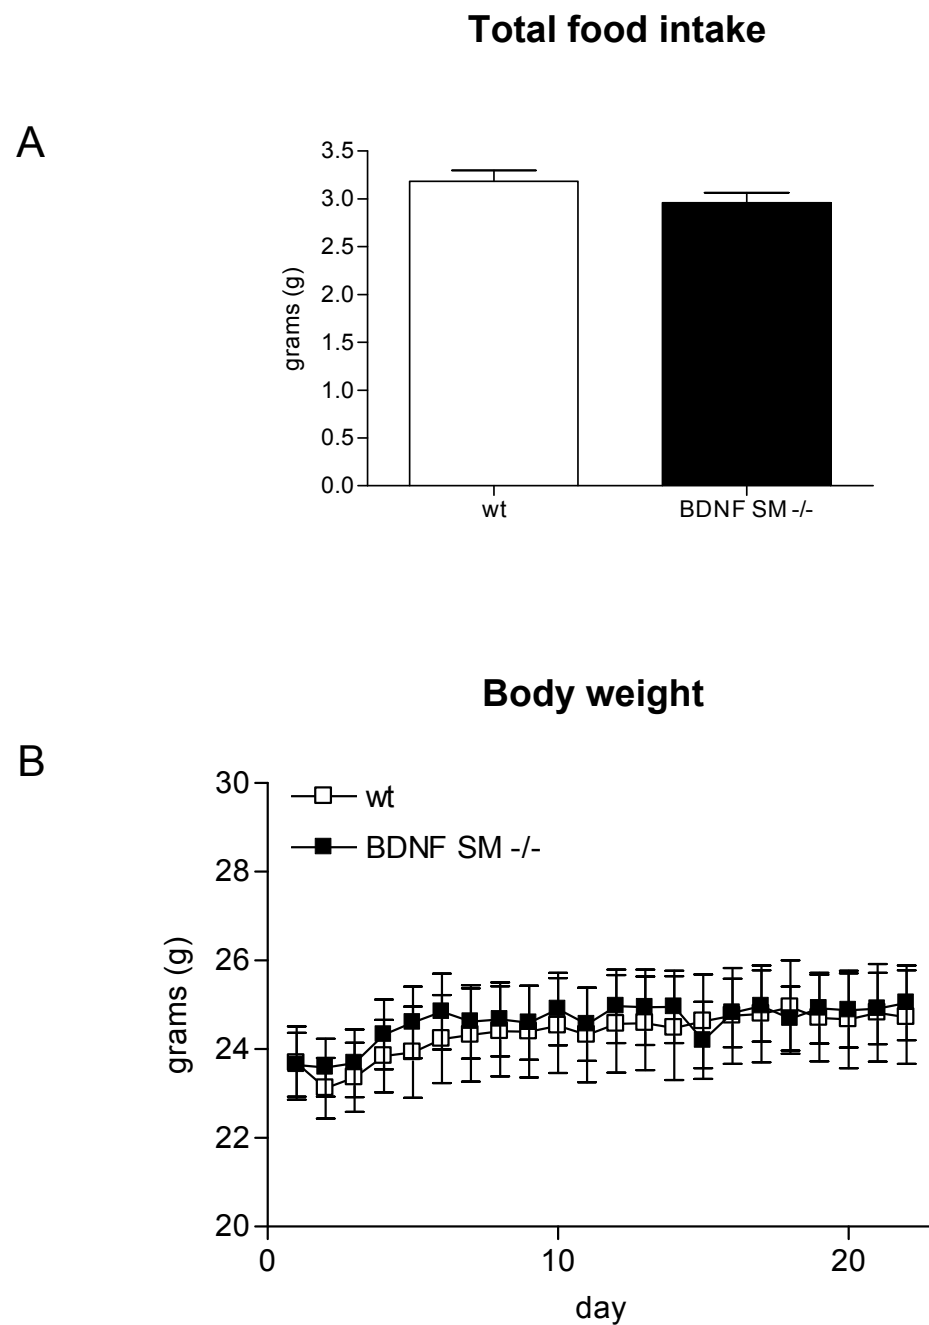 Total food intake
A
3.5
3.0
2.5
2.0
1.5
1.0
0.5
0.0
grams (g)
wt BDNF SM -/-
Body weight
B
30
28
26
24
22
20
grams (g)
wt
BDNF SM -/-
0 10 20
day